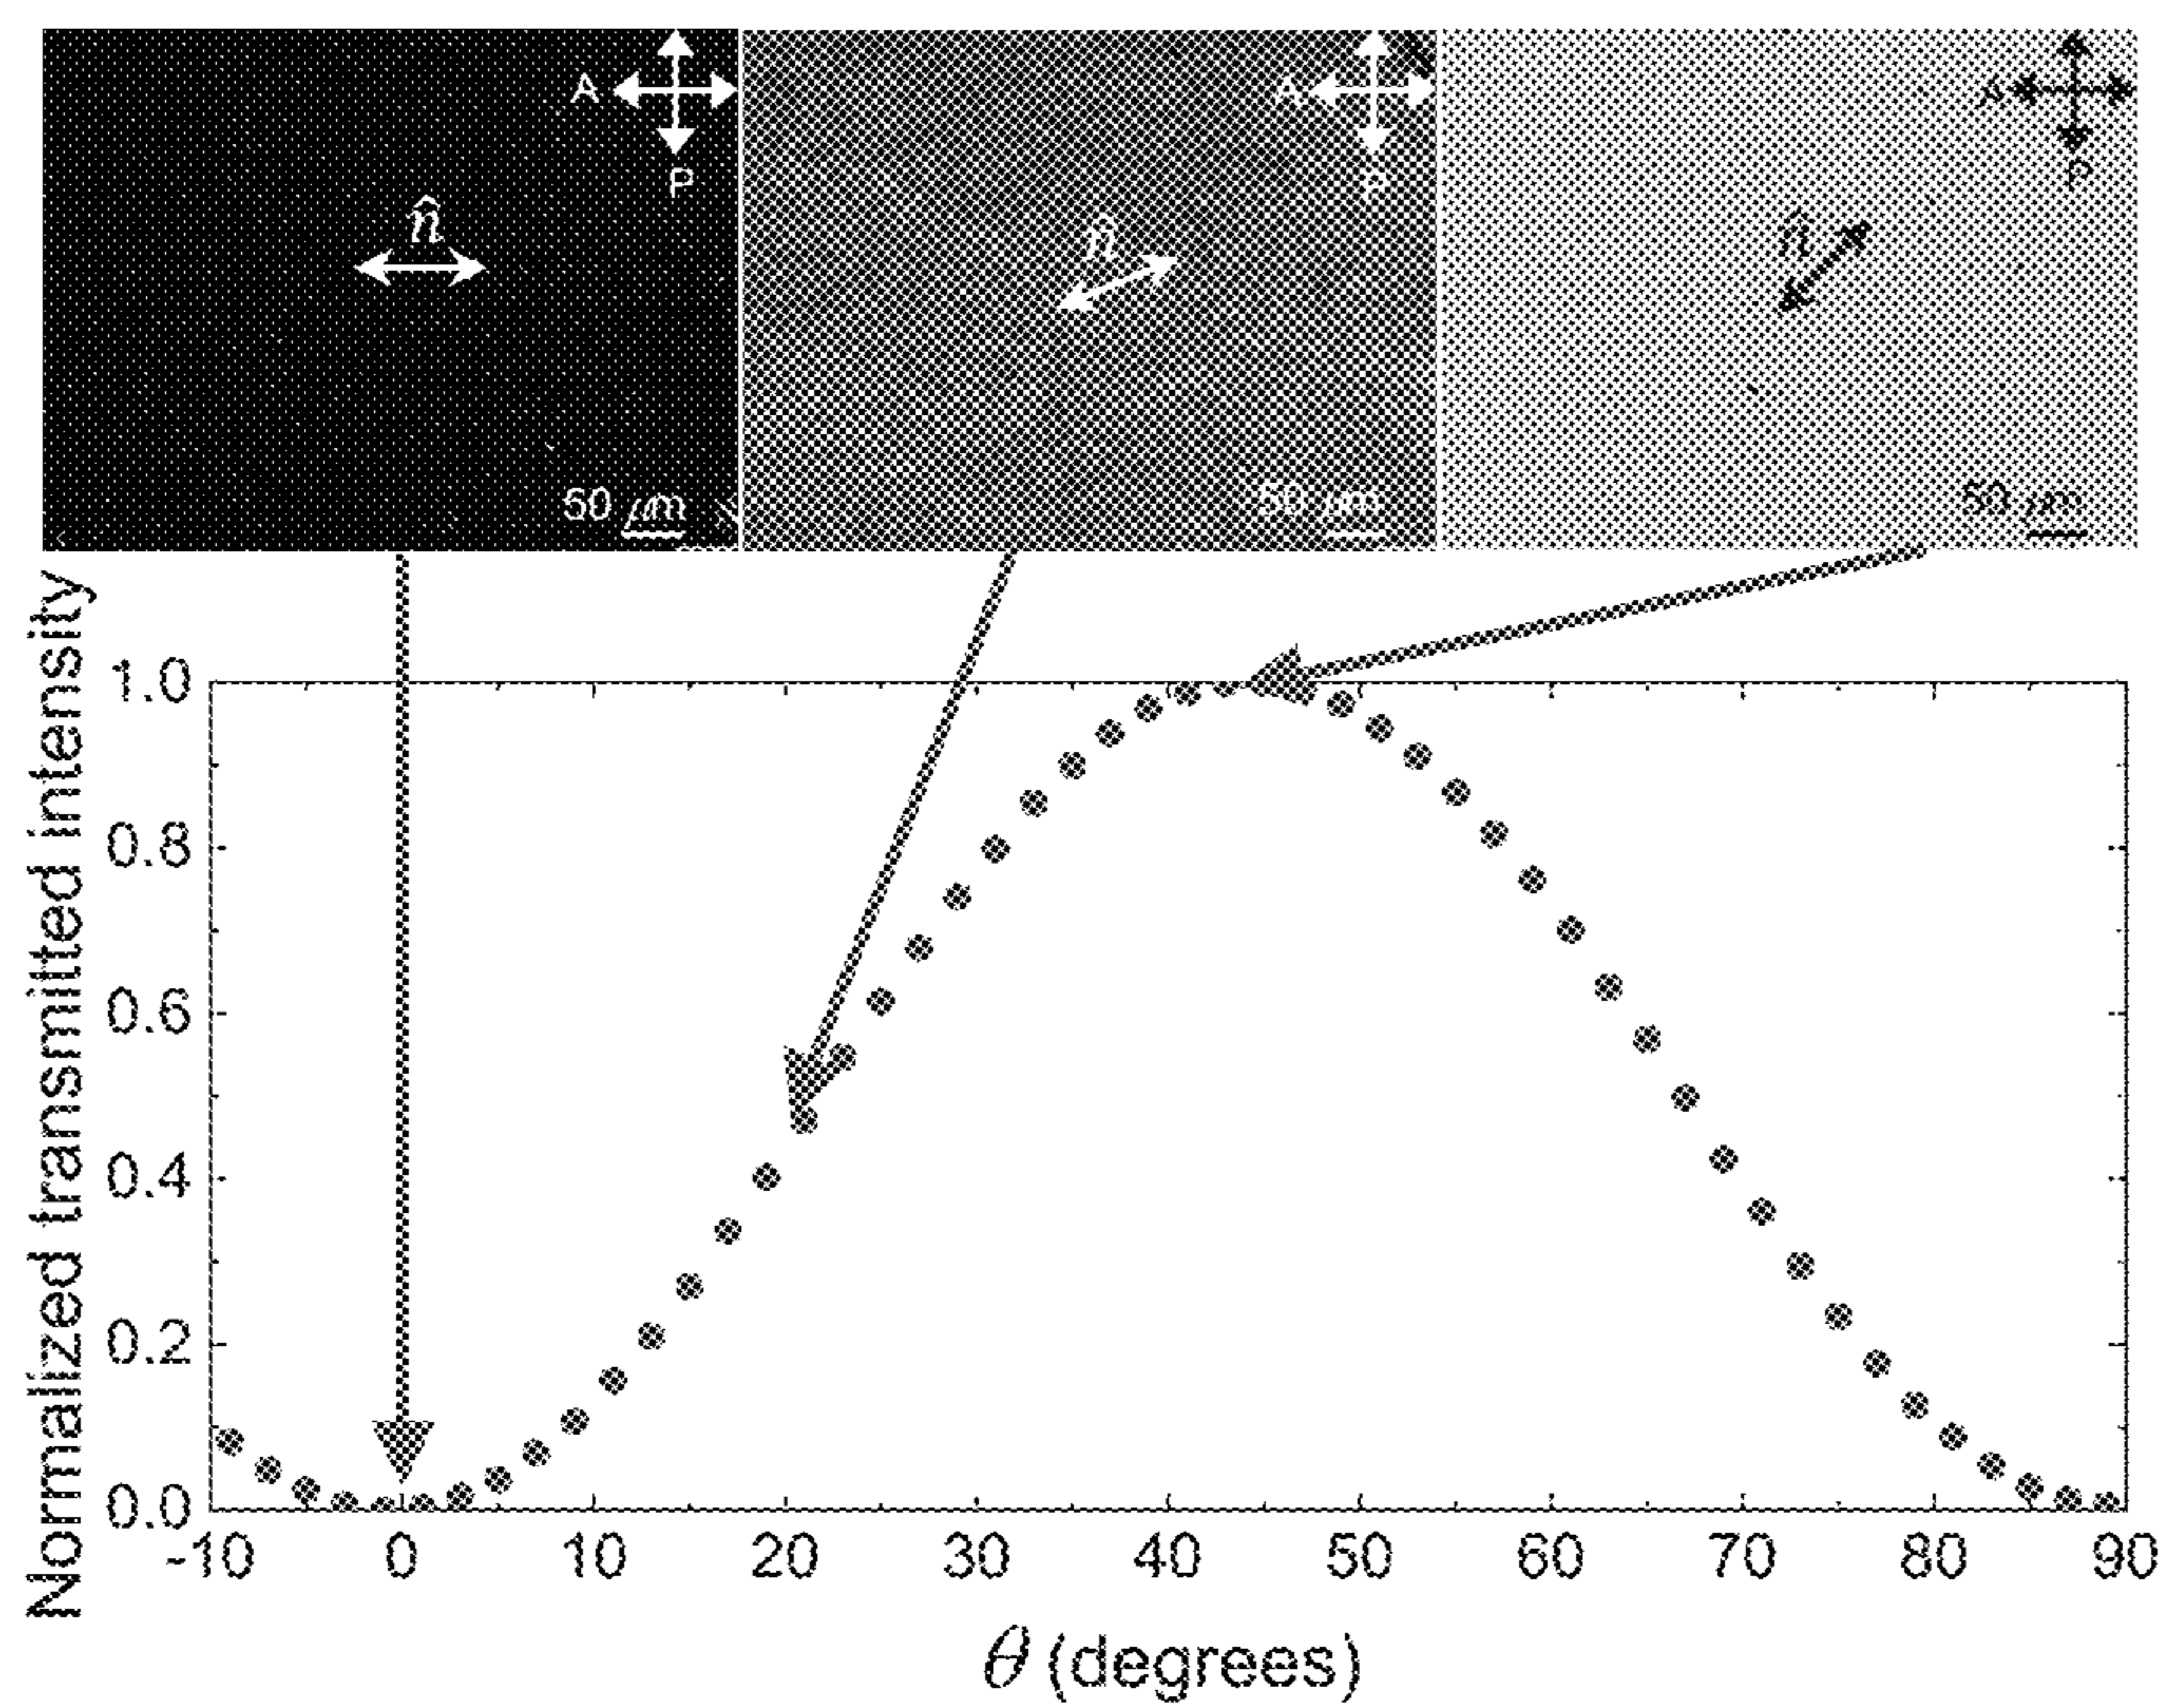 A
P
n̂
50 μm
A
P
n̂
50 μm
A
P
n̂
50 μm
Normalized transmitted intensity
1.0
0.8
0.6
0.4
0.2
0.0
-10 0 10 20 30 40 50 60 70 80 90
θ (degrees)